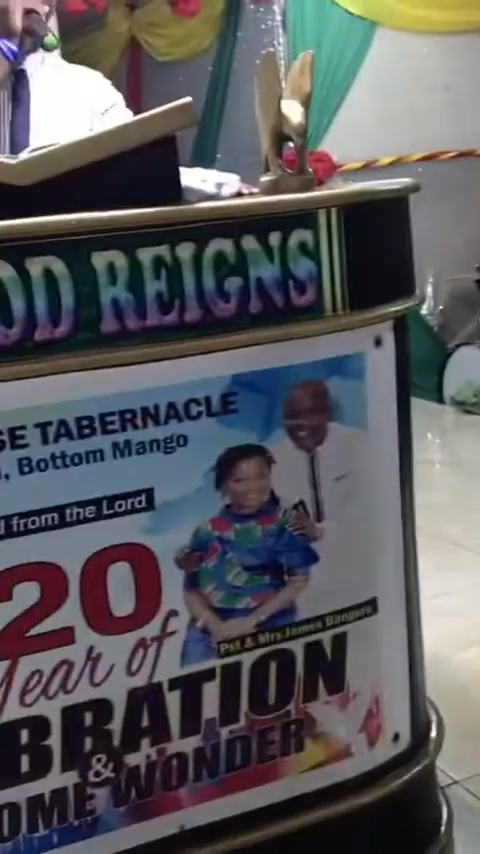 OD REIGNS
SE TABERNACLE
, Bottom Mango
d from the Lord
20
Year of
BRATION
&
OME WONDER
Pst & Mrs James Bangura